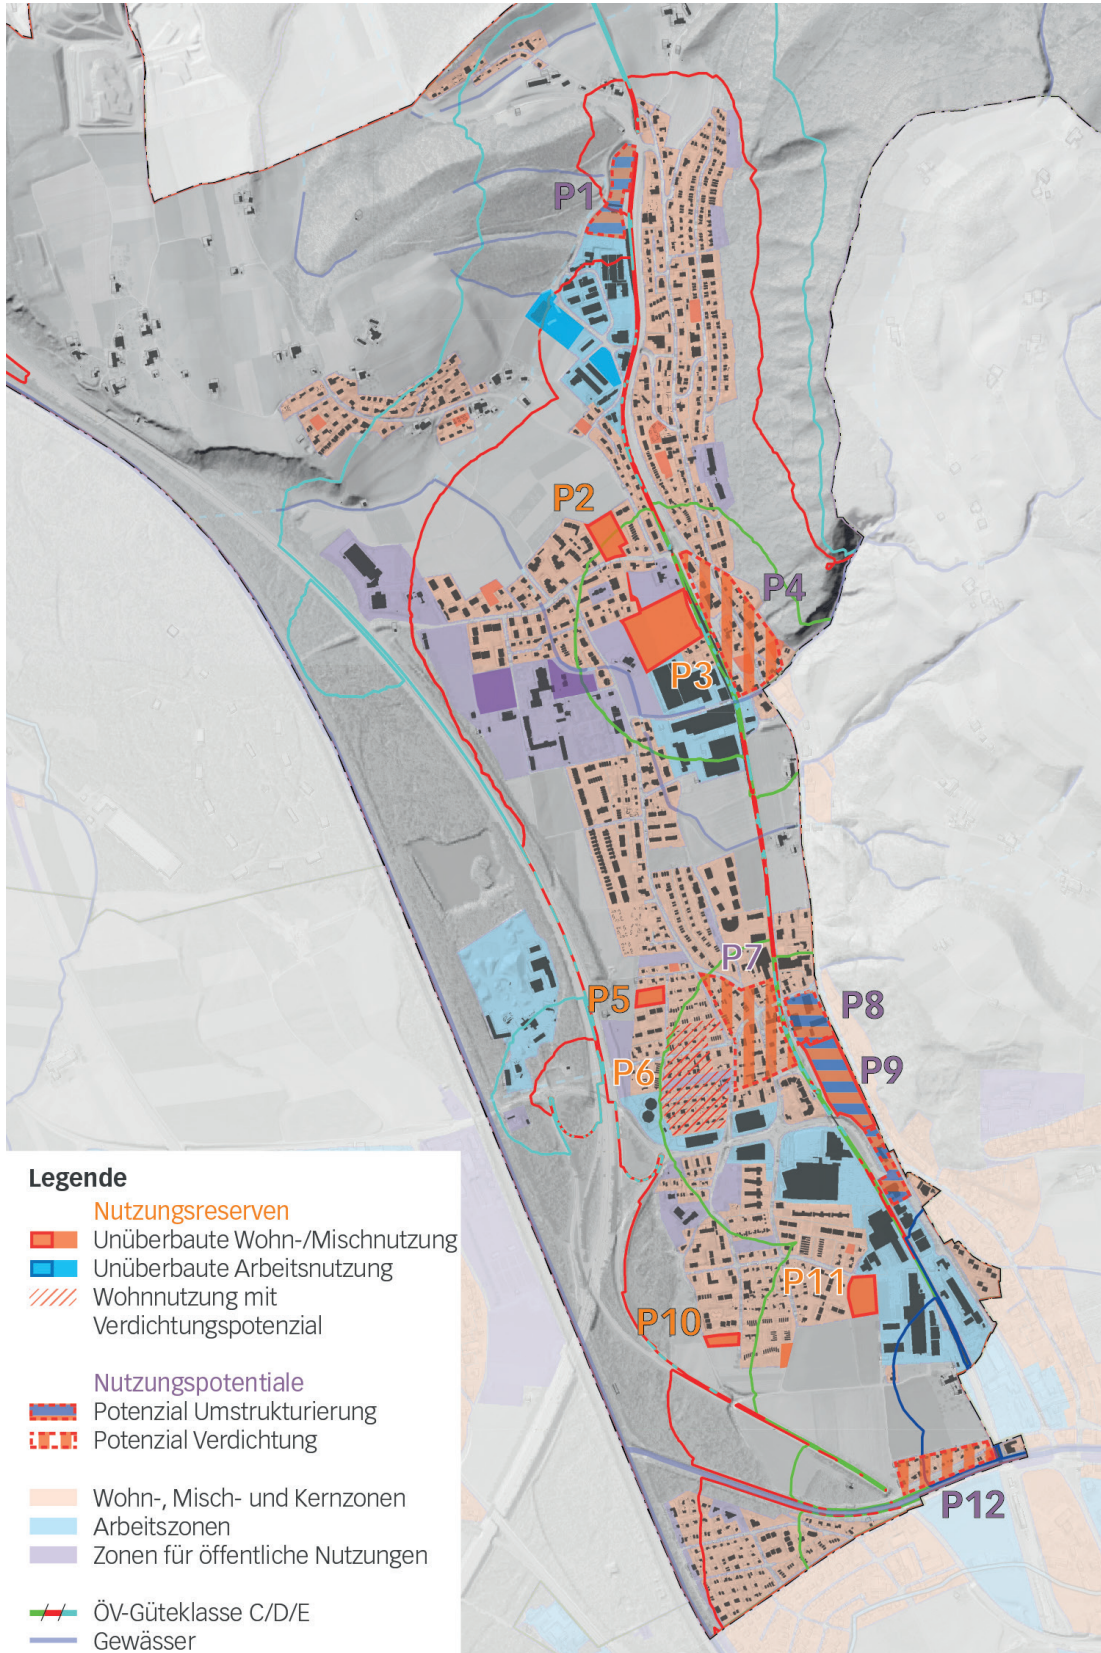 P1
P2
P4
P3
P7
P5
P8
P6
P9
P11
P10
P12
Legende
Nutzungsreserven
Unüberbaute Wohn-/Mischnutzung
Unüberbaute Arbeitsnutzung
Wohnnutzung mit
Verdichtungspotenzial
Nutzungspotentiale
Potenzial Umstrukturierung
Potenzial Verdichtung
Wohn-, Misch- und Kernzonen
Arbeitszonen
Zonen für öffentliche Nutzungen
ÖV-Güteklasse C/D/E
Gewässer